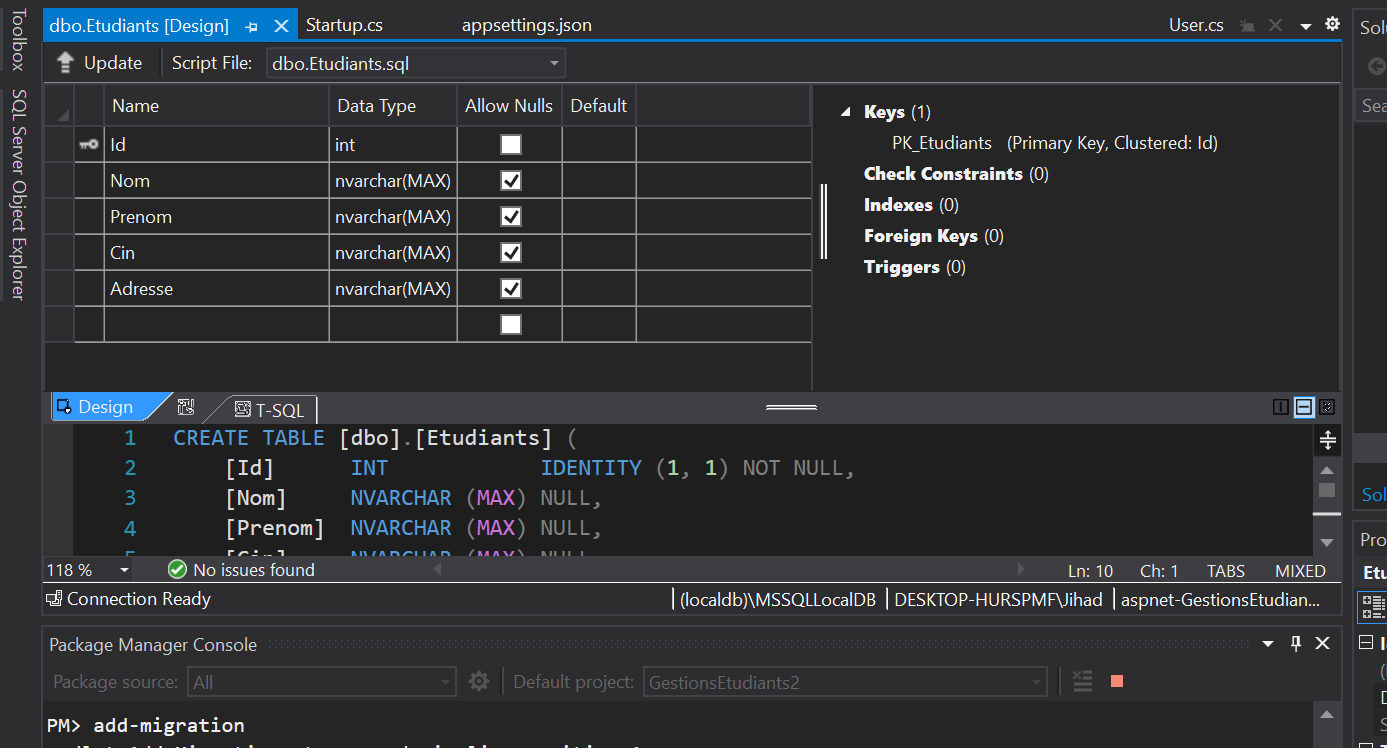 Toolbox
SQL Server Object Explorer
dbo.Etudiants [Design] Startup.cs appsettings.json User.cs
Update Script File: dbo.Etudiants.sql
Name Data Type Allow Nulls Default
Id int
Nom nvarchar(MAX)
Prenom nvarchar(MAX)
Cin nvarchar(MAX)
Adresse nvarchar(MAX)
Keys (1)
PK_Etudiants (Primary Key, Clustered: Id)
Check Constraints (0)
Indexes (0)
Foreign Keys (0)
Triggers (0)
Design T-SQL
1 CREATE TABLE [dbo].[Etudiants] (
2 [Id] INT IDENTITY (1, 1) NOT NULL,
3 [Nom] NVARCHAR (MAX) NULL,
4 [Prenom] NVARCHAR (MAX) NULL,
5 [Cin] NVARCHAR (MAX) NULL,
118 % No issues found Ln: 10 Ch: 1 TABS MIXED
Connection Ready (localdb)\MSSQLLocalDB DESKTOP-HURSPMF\Jihad aspnet-GestionsEtudian...
Package Manager Console
Package source: All Default project: GestionsEtudiants2
PM> add-migration
Sol
Sea
Sol
Pro
Etu